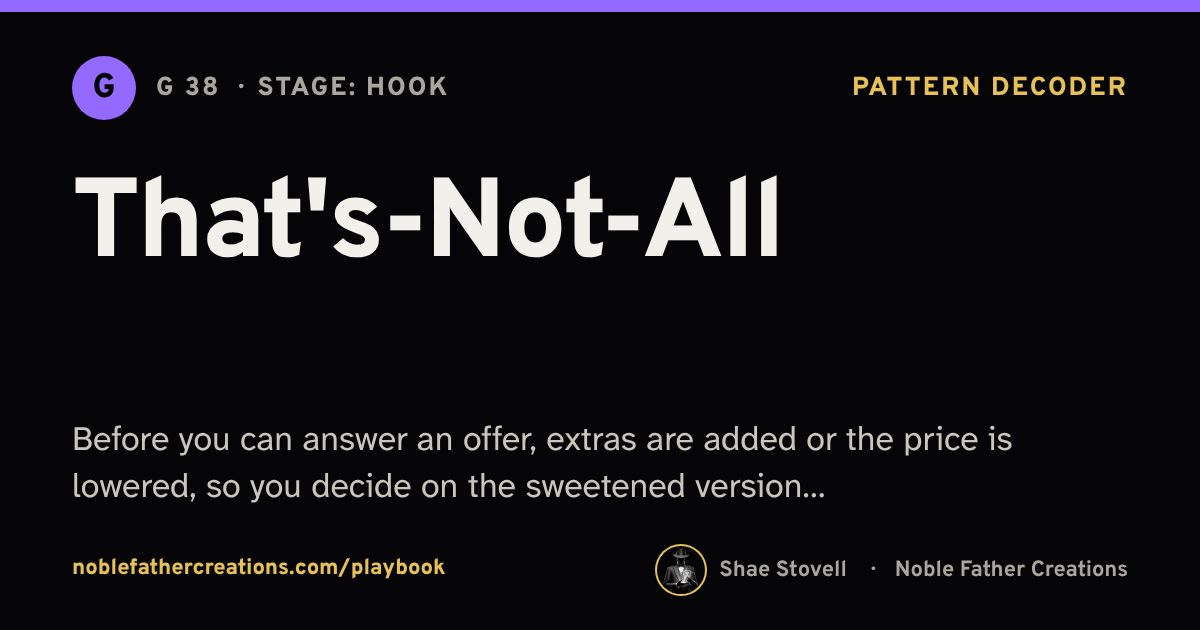 G G 38 · STAGE: HOOK PATTERN DECODER
That's-Not-All
Before you can answer an offer, extras are added or the price is
lowered, so you decide on the sweetened version...
noblefathercreations.com/playbook Shae Stovell · Noble Father Creations